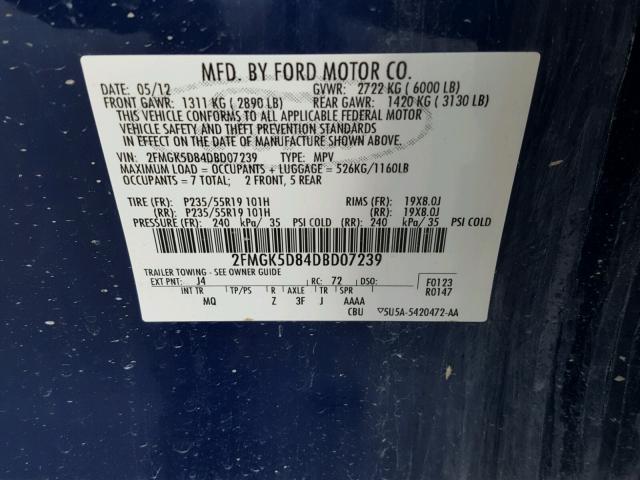 MFD. BY FORD MOTOR CO.
DATE: 05/12 GVWR: 2722 KG ( 6000 LB)
FRONT GAWR: 1311 KG ( 2890 LB) REAR GAWR: 1420 KG ( 3130 LB)
THIS VEHICLE CONFORMS TO ALL APPLICABLE FEDERAL MOTOR
VEHICLE SAFETY AND THEFT PREVENTION STANDARDS
IN EFFECT ON THE DATE OF MANUFACTURE SHOWN ABOVE.
VIN: 2FMGK5D84DBD07239 TYPE: MPV
MAXIMUM LOAD = OCCUPANTS + LUGGAGE = 526KG/1160LB
OCCUPANTS = 7 TOTAL; 2 FRONT, 5 REAR
TIRE (FR): P235/55R19 101H RIMS (FR): 19X8.0J
(RR): P235/55R19 101H (RR): 19X8.0J
PRESSURE (FR): 240 kPa/ 35 PSI COLD (RR): 240 kPa/ 35 PSI COLD
2FMGK5D84DBD07239
TRAILER TOWING - SEE OWNER GUIDE
EXT PNT: J4 RC: 72 DSO: F0123
R0147
INT TR TP/PS R AXLE TR SPR
MQ Z 3F J AAAA
CBU ▽5U5A-5420472-AA